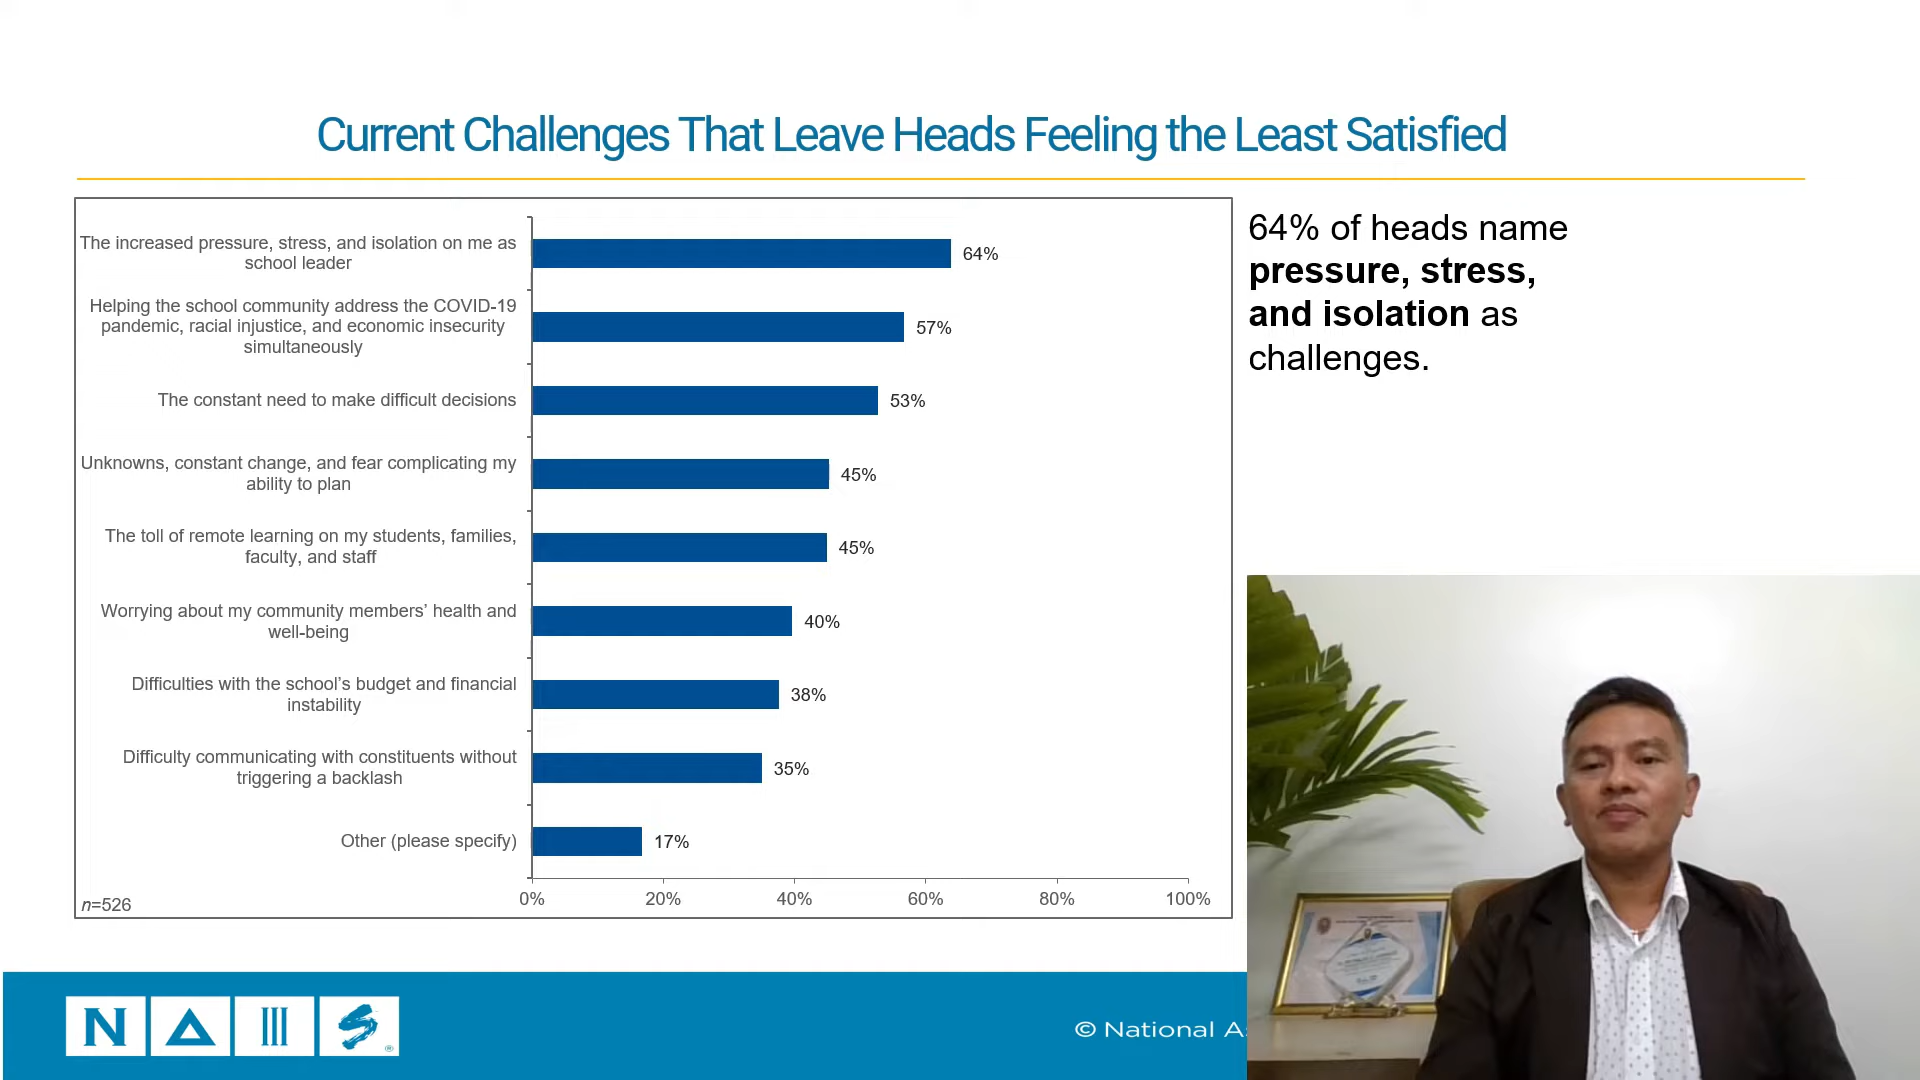 Current Challenges That Leave Heads Feeling the Least Satisfied
The increased pressure, stress, and isolation on me as
school leader
64%
Helping the school community address the COVID-19
pandemic, racial injustice, and economic insecurity
simultaneously
57%
The constant need to make difficult decisions
53%
Unknowns, constant change, and fear complicating my
ability to plan
45%
The toll of remote learning on my students, families,
faculty, and staff
45%
Worrying about my community members’ health and
well-being
40%
Difficulties with the school’s budget and financial
instability
38%
Difficulty communicating with constituents without
triggering a backlash
35%
Other (please specify)
17%
0% 20% 40% 60% 80% 100%
n=526
64% of heads name
pressure, stress,
and isolation as
challenges.
NAIS®
© National